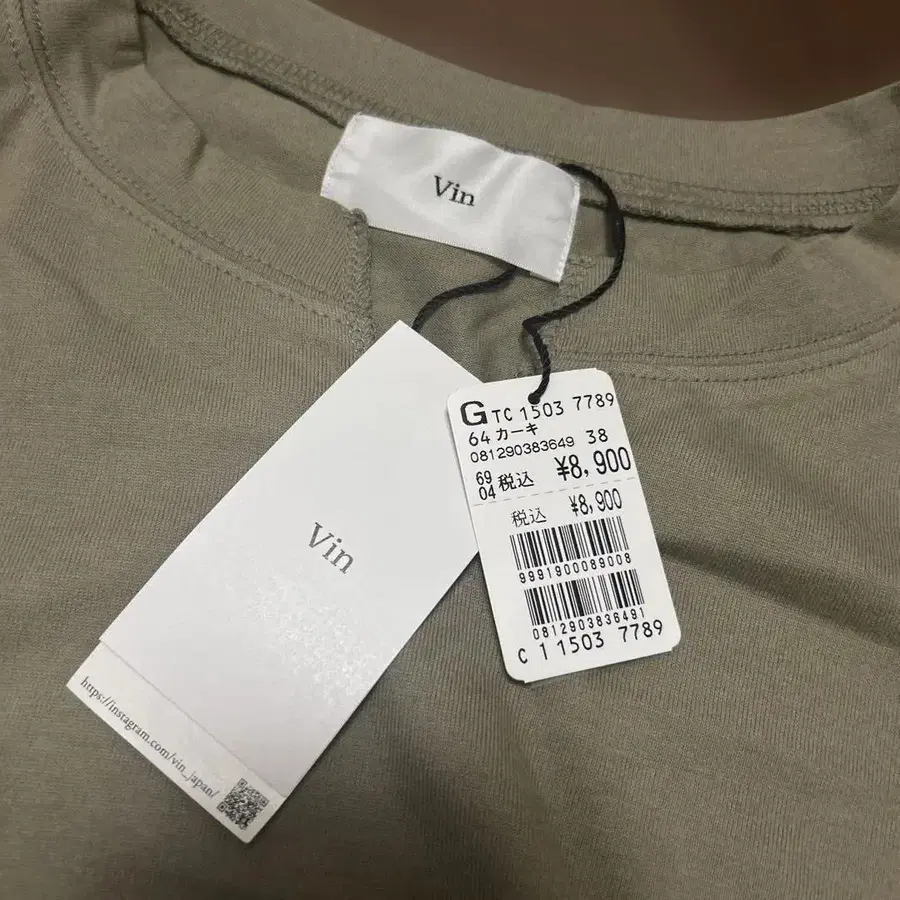 Vin
Vin
https://instagram.com/vin_japan/
G TC 1503 7789
64 カーキ
081290383649 38
69
04 税込 ¥8,900
税込 ¥8,900
9991900089008
0812903836491
C 1 1503 7789